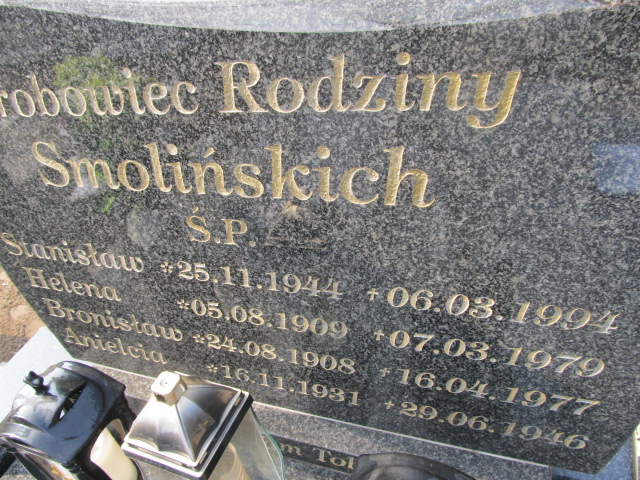 robowiec Rodziny
Smolińskich
Ś.P.
Stanisław *25.11.1944 +06.03.1994
Helena *05.08.1909 +07.03.1979
Bronisław *24.08.1908 +16.04.1977
Anielcia *16.11.1931 +29.06.1946